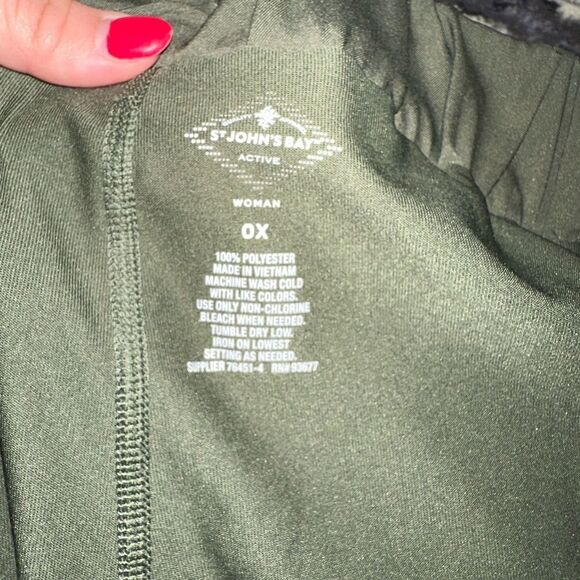 ST JOHN'S BAY
ACTIVE
WOMAN
0X
100% POLYESTER
MADE IN VIETNAM
MACHINE WASH COLD
WITH LIKE COLORS.
USE ONLY NON-CHLORINE
BLEACH WHEN NEEDED.
TUMBLE DRY LOW.
IRON ON LOWEST
SETTING AS NEEDED.
SUPPLIER 76451-4 RN# 93677